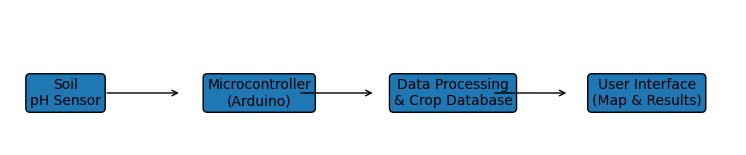 Soil
pH Sensor
Microcontroller
(Arduino)
Data Processing
& Crop Database
User Interface
(Map & Results)